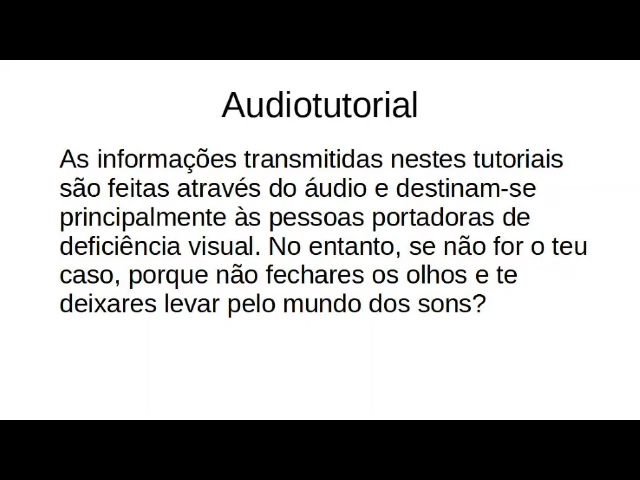 Audiotutorial
As informações transmitidas nestes tutoriais
são feitas através do áudio e destinam-se
principalmente às pessoas portadoras de
deficiência visual. No entanto, se não for o teu
caso, porque não fechares os olhos e te
deixares levar pelo mundo dos sons?